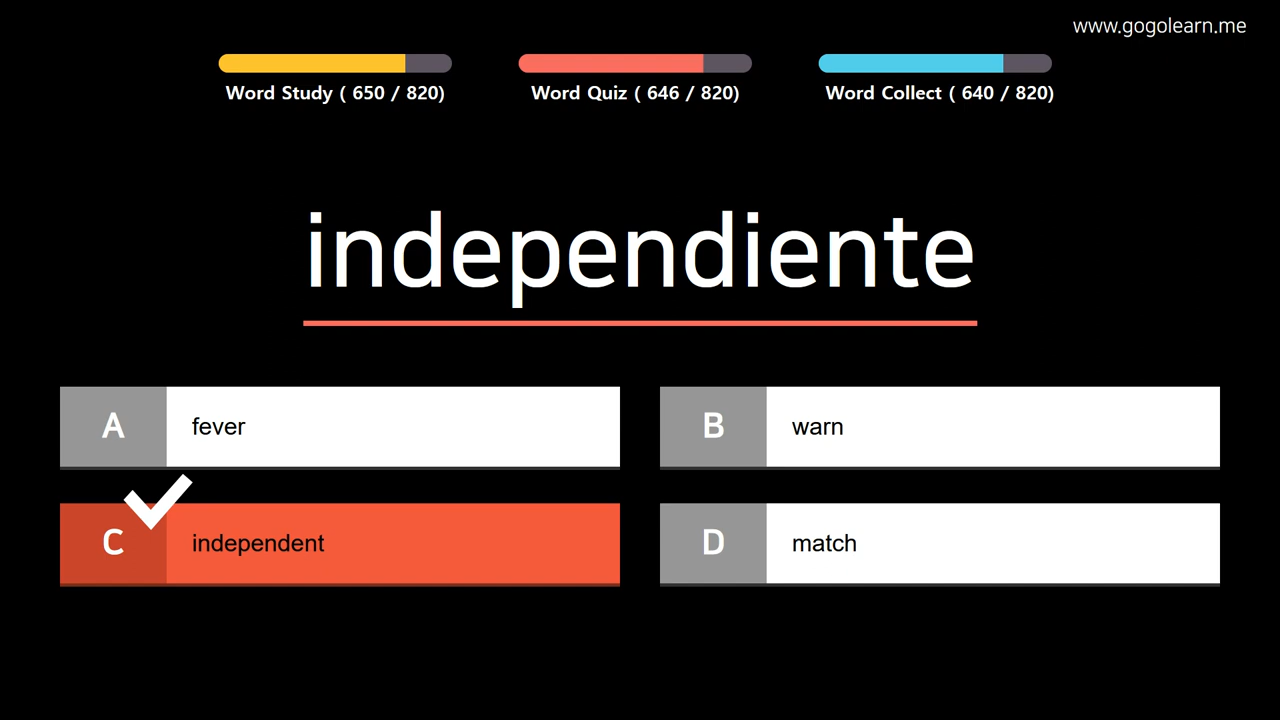 www.gogolearn.me
Word Study ( 650 / 820)
Word Quiz ( 646 / 820)
Word Collect ( 640 / 820)
independiente
A fever
B warn
C independent
D match